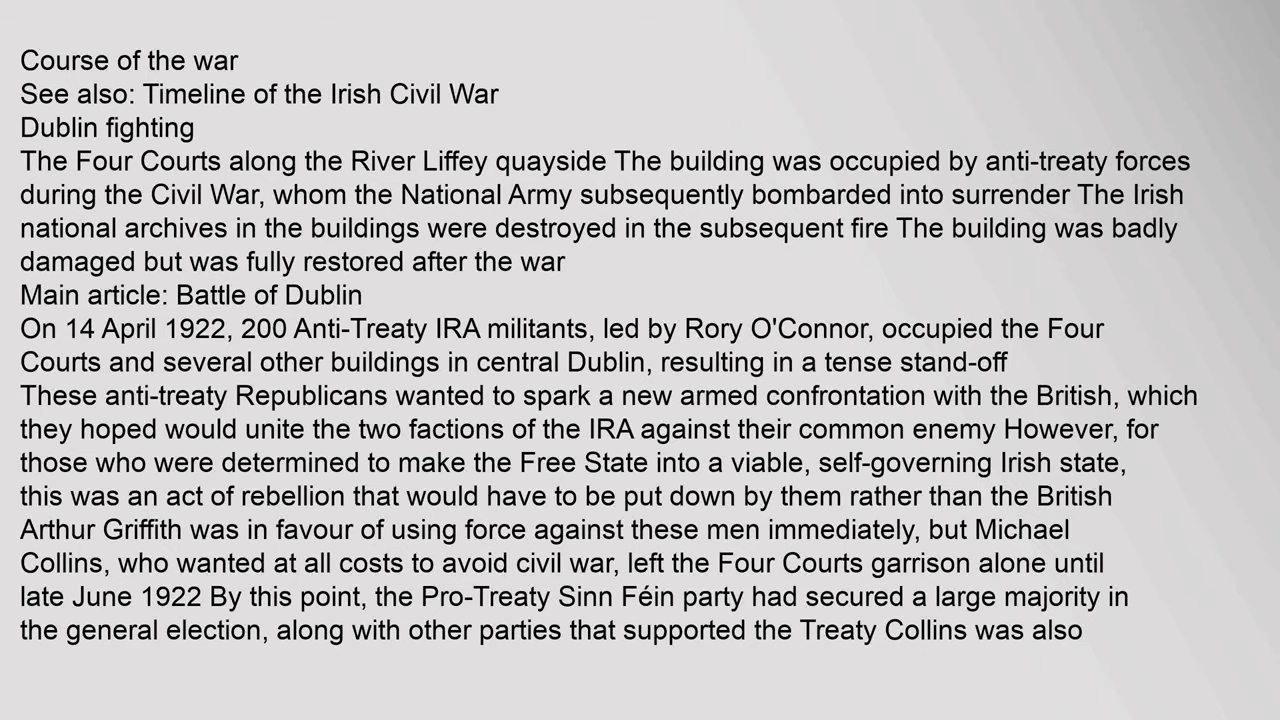 Course of the war
See also: Timeline of the Irish Civil War
Dublin fighting
The Four Courts along the River Liffey quayside The building was occupied by anti-treaty forces
during the Civil War, whom the National Army subsequently bombarded into surrender The Irish
national archives in the buildings were destroyed in the subsequent fire The building was badly
damaged but was fully restored after the war
Main article: Battle of Dublin
On 14 April 1922, 200 Anti-Treaty IRA militants, led by Rory O'Connor, occupied the Four
Courts and several other buildings in central Dublin, resulting in a tense stand-off
These anti-treaty Republicans wanted to spark a new armed confrontation with the British, which
they hoped would unite the two factions of the IRA against their common enemy However, for
those who were determined to make the Free State into a viable, self-governing Irish state,
this was an act of rebellion that would have to be put down by them rather than the British
Arthur Griffith was in favour of using force against these men immediately, but Michael
Collins, who wanted at all costs to avoid civil war, left the Four Courts garrison alone until
late June 1922 By this point, the Pro-Treaty Sinn Féin party had secured a large majority in
the general election, along with other parties that supported the Treaty Collins was also